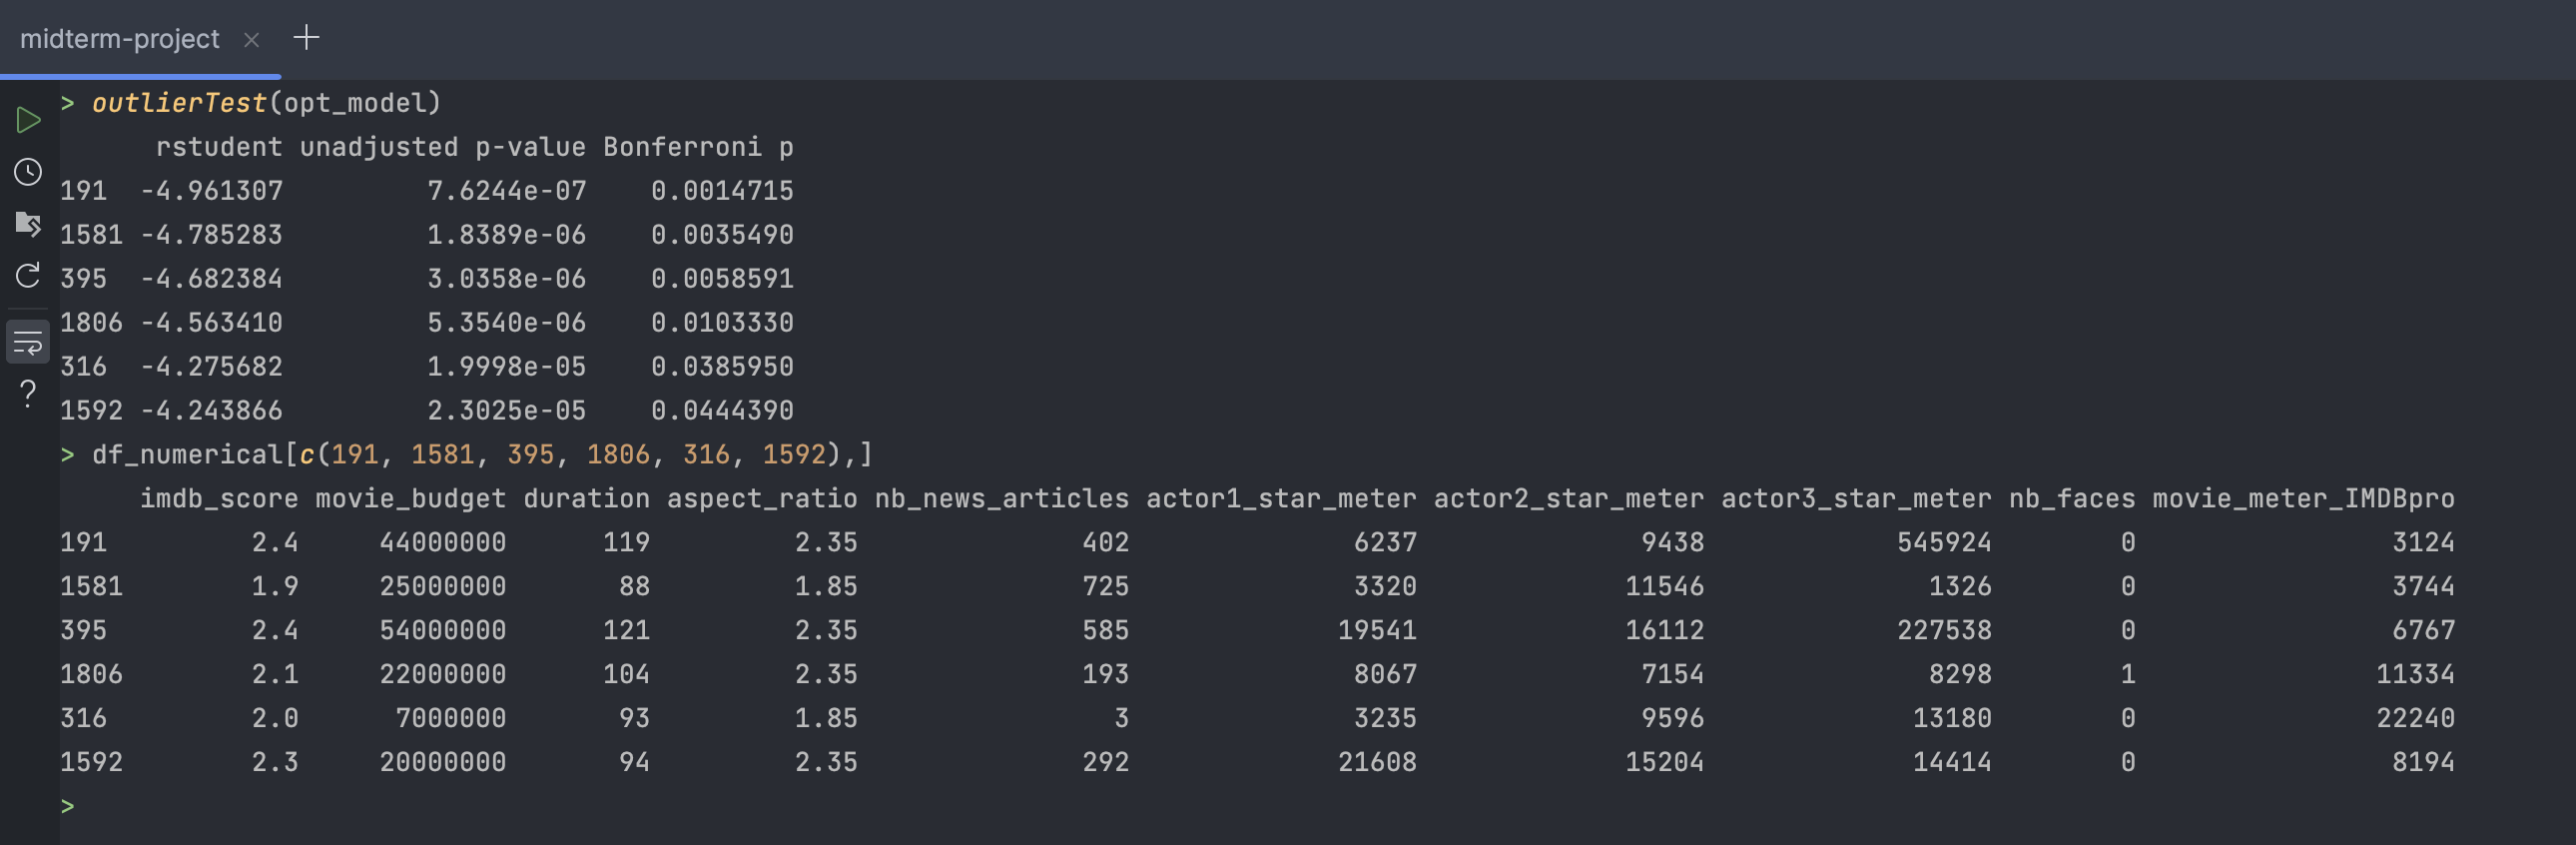 midterm-project
> outlierTest(opt_model)
rstudent unadjusted p-value Bonferroni p
191 -4.961307 7.6244e-07 0.0014715
1581 -4.785283 1.8389e-06 0.0035490
395 -4.682384 3.0358e-06 0.0058591
1806 -4.563410 5.3540e-06 0.0103330
316 -4.275682 1.9998e-05 0.0385950
1592 -4.243866 2.3025e-05 0.0444390
> df_numerical[c(191, 1581, 395, 1806, 316, 1592),]
imdb_score movie_budget duration aspect_ratio nb_news_articles actor1_star_meter actor2_star_meter actor3_star_meter nb_faces movie_meter_IMDBpro
191 2.4 44000000 119 2.35 402 6237 9438 545924 0 3124
1581 1.9 25000000 88 1.85 725 3320 11546 1326 0 3744
395 2.4 54000000 121 2.35 585 19541 16112 227538 0 6767
1806 2.1 22000000 104 2.35 193 8067 7154 8298 1 11334
316 2.0 7000000 93 1.85 3 3235 9596 13180 0 22240
1592 2.3 20000000 94 2.35 292 21608 15204 14414 0 8194
>